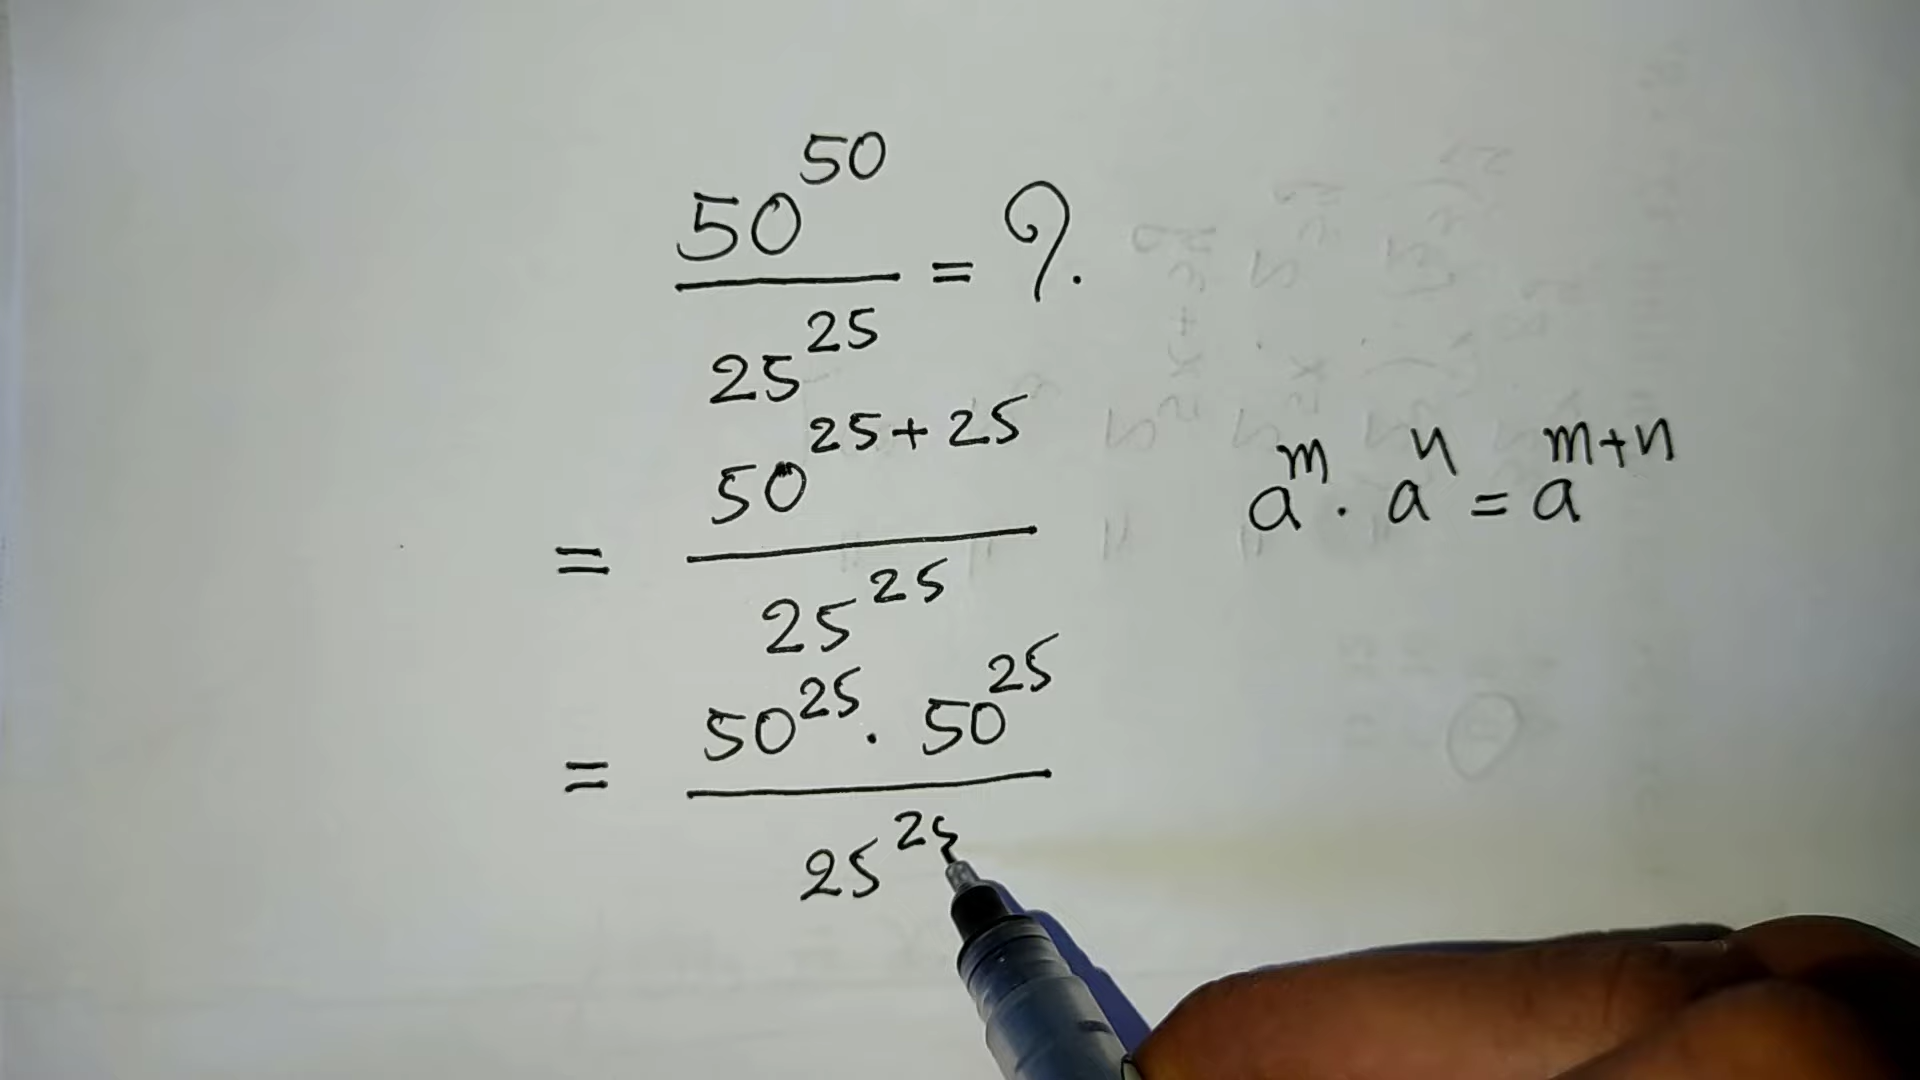 50^50 / 25^25 = ?.
= 50^(25+25) / 25^25
a^m . a^n = a^(m+n)
= 50^25 . 50^25 / 25^25